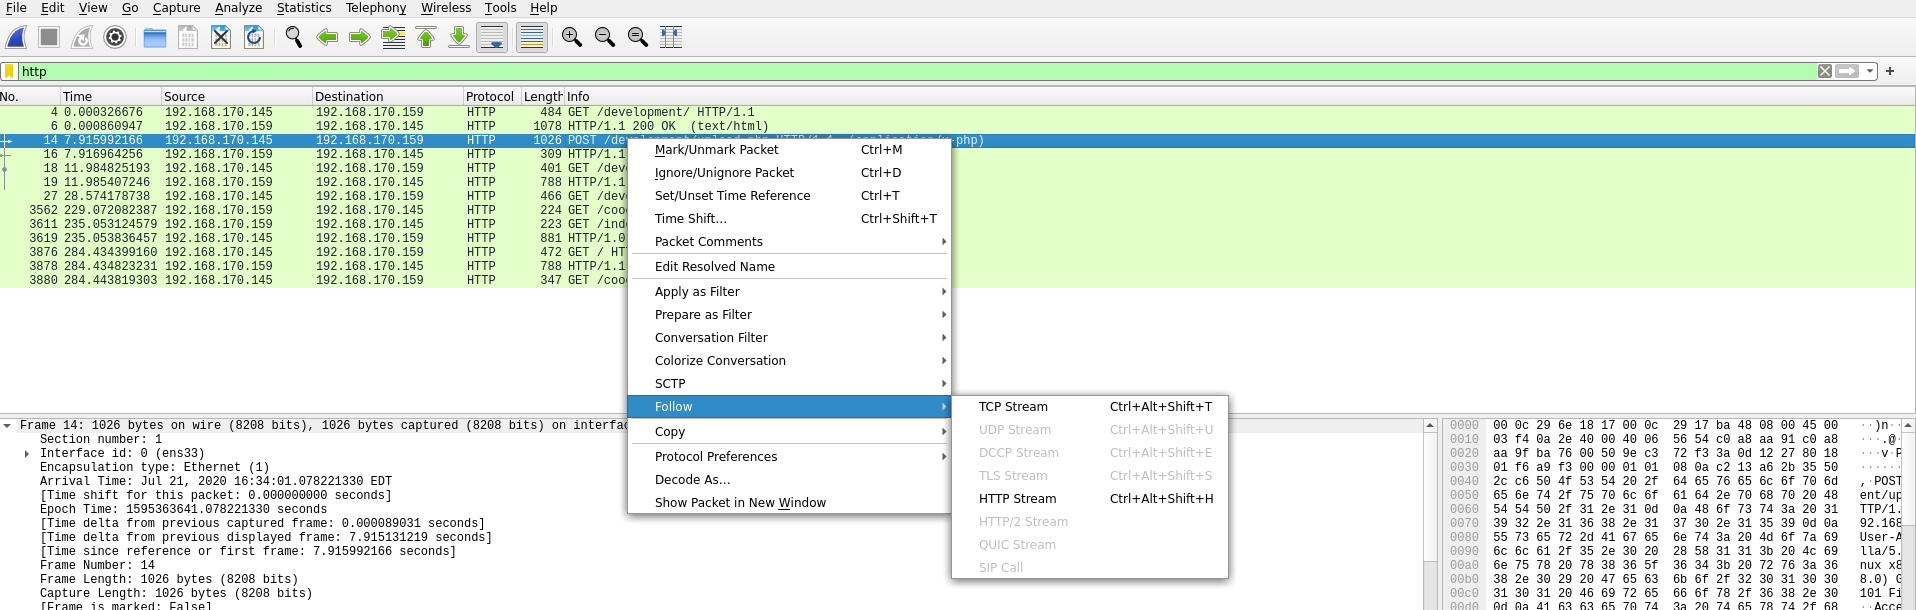 File Edit View Go Capture Analyze Statistics Telephony Wireless Tools Help
http
No. Time Source Destination Protocol Length Info
4 0.000326676 192.168.170.145 192.168.170.159 HTTP 484 GET /development/ HTTP/1.1
6 0.000860947 192.168.170.159 192.168.170.145 HTTP 1078 HTTP/1.1 200 OK (text/html)
14 7.915992166 192.168.170.145 192.168.170.159 HTTP 1026 POST -php)
16 7.916964256 192.168.170.159 192.168.170.145 HTTP 309 HTTP/1.1
18 11.984825193 192.168.170.145 192.168.170.159 HTTP 401 GET /dev
19 11.985407246 192.168.170.159 192.168.170.145 HTTP 788 HTTP/1.1
27 28.574178738 192.168.170.145 192.168.170.159 HTTP 466 GET /deve
3562 229.072082387 192.168.170.159 192.168.170.145 HTTP 224 GET /cooc
3611 235.053124579 192.168.170.145 192.168.170.159 HTTP 223 GET /ind
3619 235.053836457 192.168.170.159 192.168.170.145 HTTP 881 HTTP/1.0
3876 284.434399160 192.168.170.145 192.168.170.159 HTTP 472 GET / HT
3878 284.434823231 192.168.170.159 192.168.170.145 HTTP 788 HTTP/1.1
3880 284.443819303 192.168.170.145 192.168.170.159 HTTP 347 GET /cooc
Mark/Unmark Packet Ctrl+M
Ignore/Unignore Packet Ctrl+D
Set/Unset Time Reference Ctrl+T
Time Shift... Ctrl+Shift+T
Packet Comments
Edit Resolved Name
Apply as Filter
Prepare as Filter
Conversation Filter
Colorize Conversation
SCTP
Follow
Copy
Protocol Preferences
Decode As...
Show Packet in New Window
TCP Stream Ctrl+Alt+Shift+T
UDP Stream Ctrl+Alt+Shift+U
DCCP Stream Ctrl+Alt+Shift+E
TLS Stream Ctrl+Alt+Shift+S
HTTP Stream Ctrl+Alt+Shift+H
HTTP/2 Stream
QUIC Stream
SIP Call
Frame 14: 1026 bytes on wire (8208 bits), 1026 bytes captured (8208 bits) on interfac
Section number: 1
Interface id: 0 (ens33)
Encapsulation type: Ethernet (1)
Arrival Time: Jul 21, 2020 16:34:01.078221330 EDT
[Time shift for this packet: 0.000000000 seconds]
Epoch Time: 1595363641.078221330 seconds
[Time delta from previous captured frame: 0.000089031 seconds]
[Time delta from previous displayed frame: 7.915131219 seconds]
[Time since reference or first frame: 7.915992166 seconds]
Frame Number: 14
Frame Length: 1026 bytes (8208 bits)
Capture Length: 1026 bytes (8208 bits)
[Frame is marked: False]
0000 00 0c 29 6e 18 17 00 0c 29 17 ba 48 08 00 45 00 ··)n··
0010 03 f4 0a 2e 40 00 40 06 56 54 c0 a8 aa 91 c0 a8 ···.@·
0020 aa 9f ba 76 00 50 9e c3 72 f3 3a 0d 12 27 80 18 ···v·P
0030 01 f6 a9 f3 00 00 01 01 08 0a c2 13 a6 2b 35 50 ······
0040 2c c6 50 4f 53 54 20 2f 64 65 76 65 6c 6f 70 6d ,·POST
0050 65 6e 74 2f 75 70 6c 6f 61 64 2e 70 68 70 20 48 ent/up
0060 54 54 50 2f 31 2e 31 0d 0a 48 6f 73 74 3a 20 31 TTP/1.
0070 39 32 2e 31 36 38 2e 31 37 30 2e 31 35 39 0d 0a 92.168
0080 55 73 65 72 2d 41 67 65 6e 74 3a 20 4d 6f 7a 69 User-A
0090 6c 6c 61 2f 35 2e 30 20 28 58 31 31 3b 20 4c 69 lla/5.
00a0 6e 75 78 20 78 38 36 5f 36 34 3b 20 72 76 3a 36 nux x8
00b0 38 2e 30 29 20 47 65 63 6b 6f 2f 32 30 31 30 30 8.0) G
00c0 31 30 31 20 46 69 72 65 66 6f 78 2f 36 38 2e 30 101 Fi
00d0 0d 0a 41 63 63 65 70 74 3a 20 74 65 78 74 2f 68 ··Acce